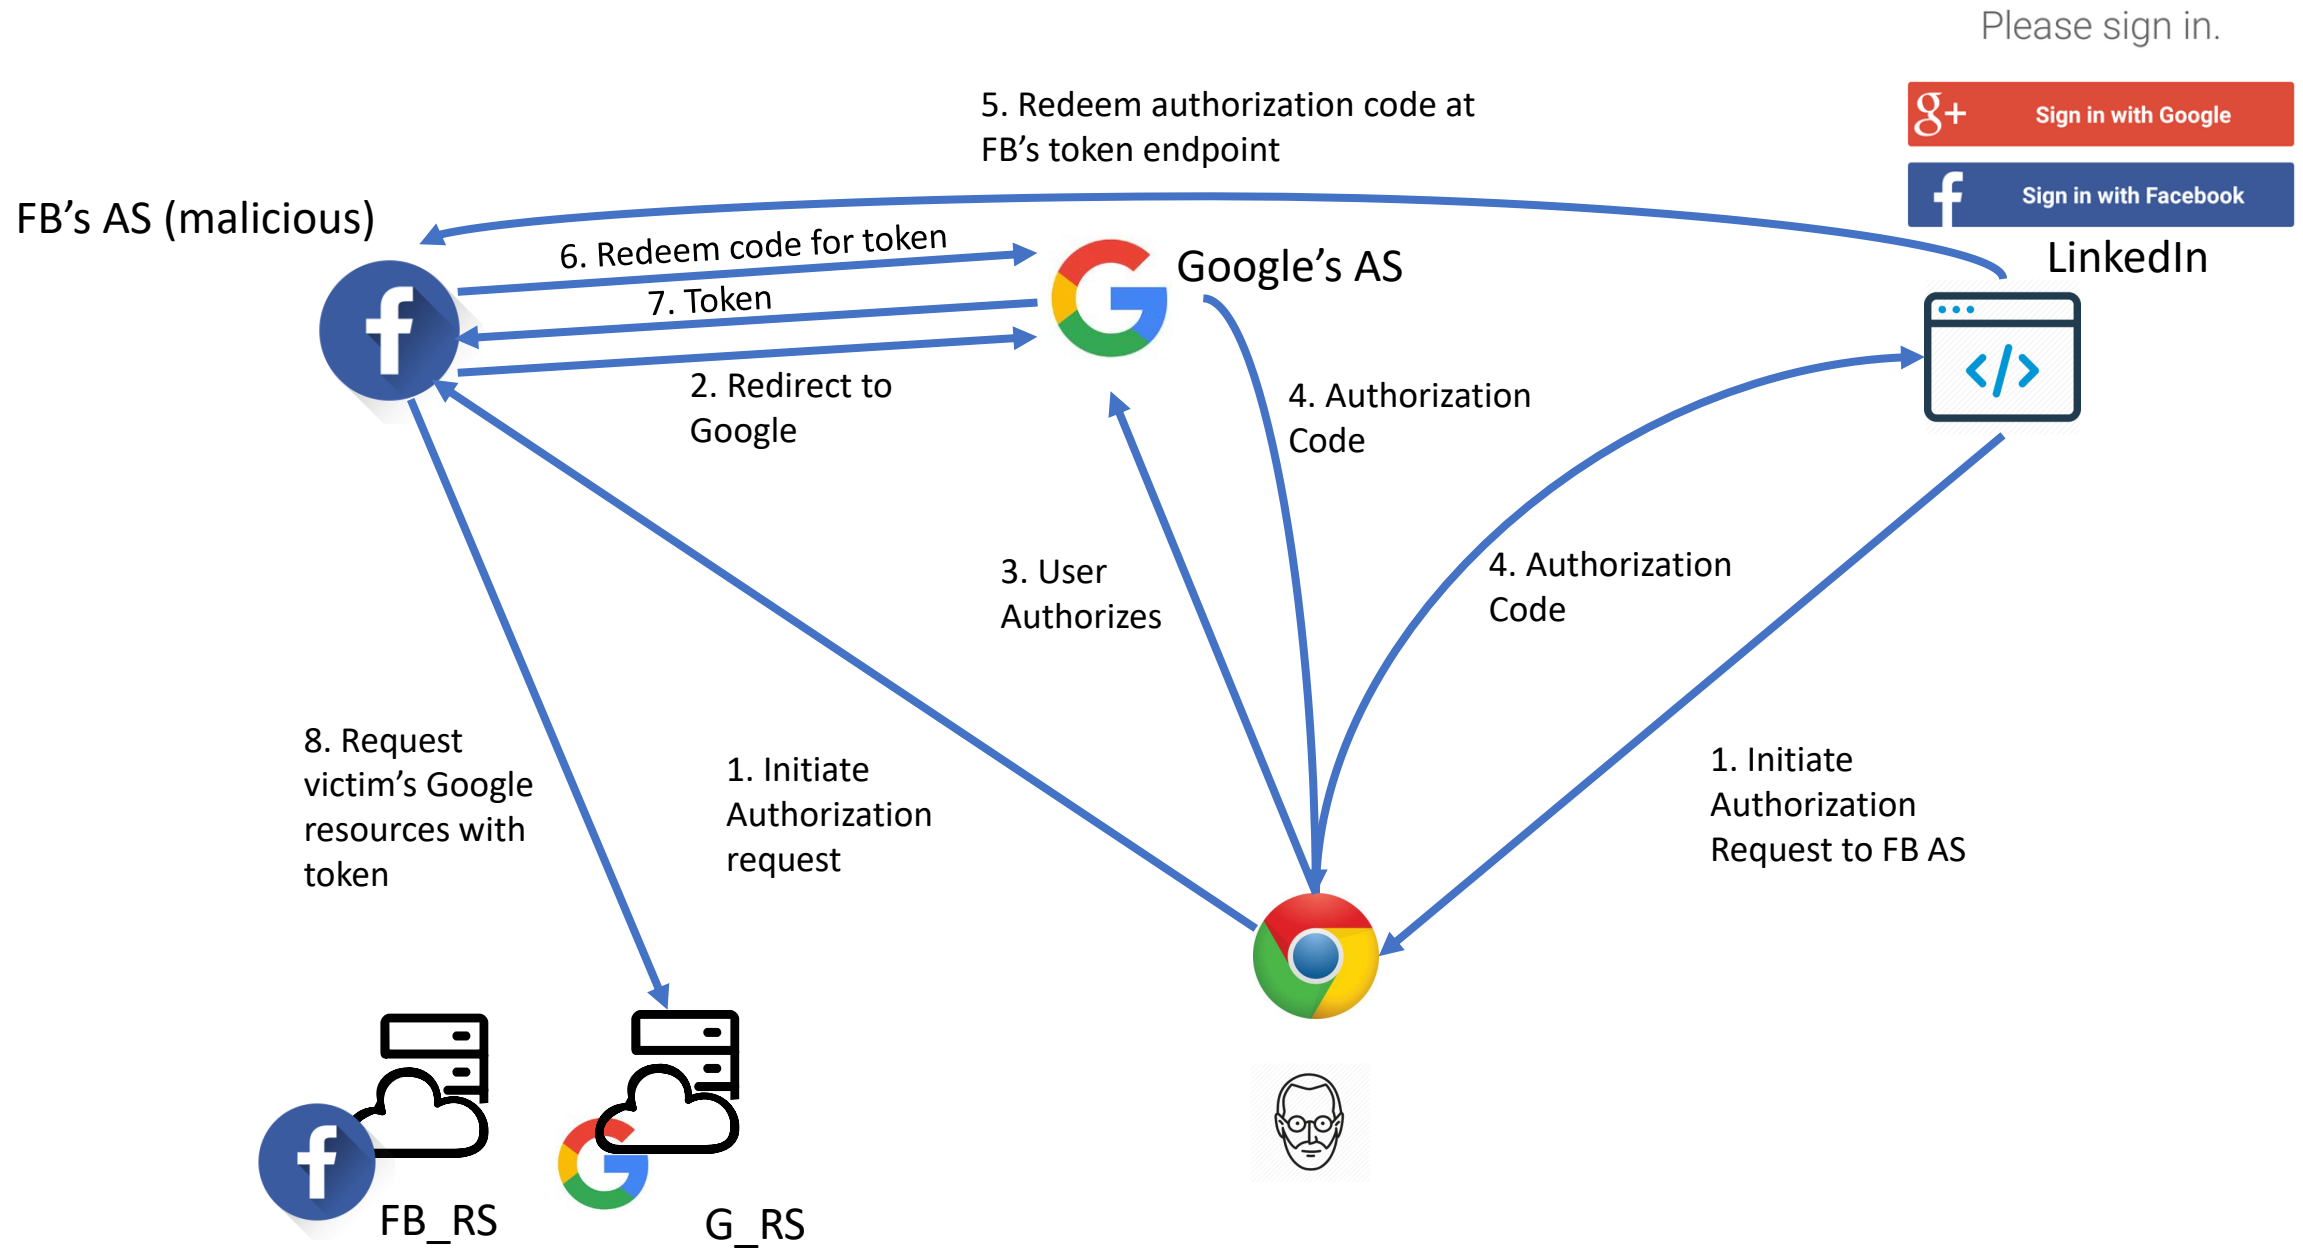 Please sign in.
g+ Sign in with Google
f Sign in with Facebook
LinkedIn
5. Redeem authorization code at
FB's token endpoint
FB's AS (malicious)
6. Redeem code for token
7. Token
Google's AS
2. Redirect to
Google
4. Authorization
Code
3. User
Authorizes
4. Authorization
Code
8. Request
victim's Google
resources with
token
1. Initiate
Authorization
request
1. Initiate
Authorization
Request to FB AS
FB_RS
G_RS